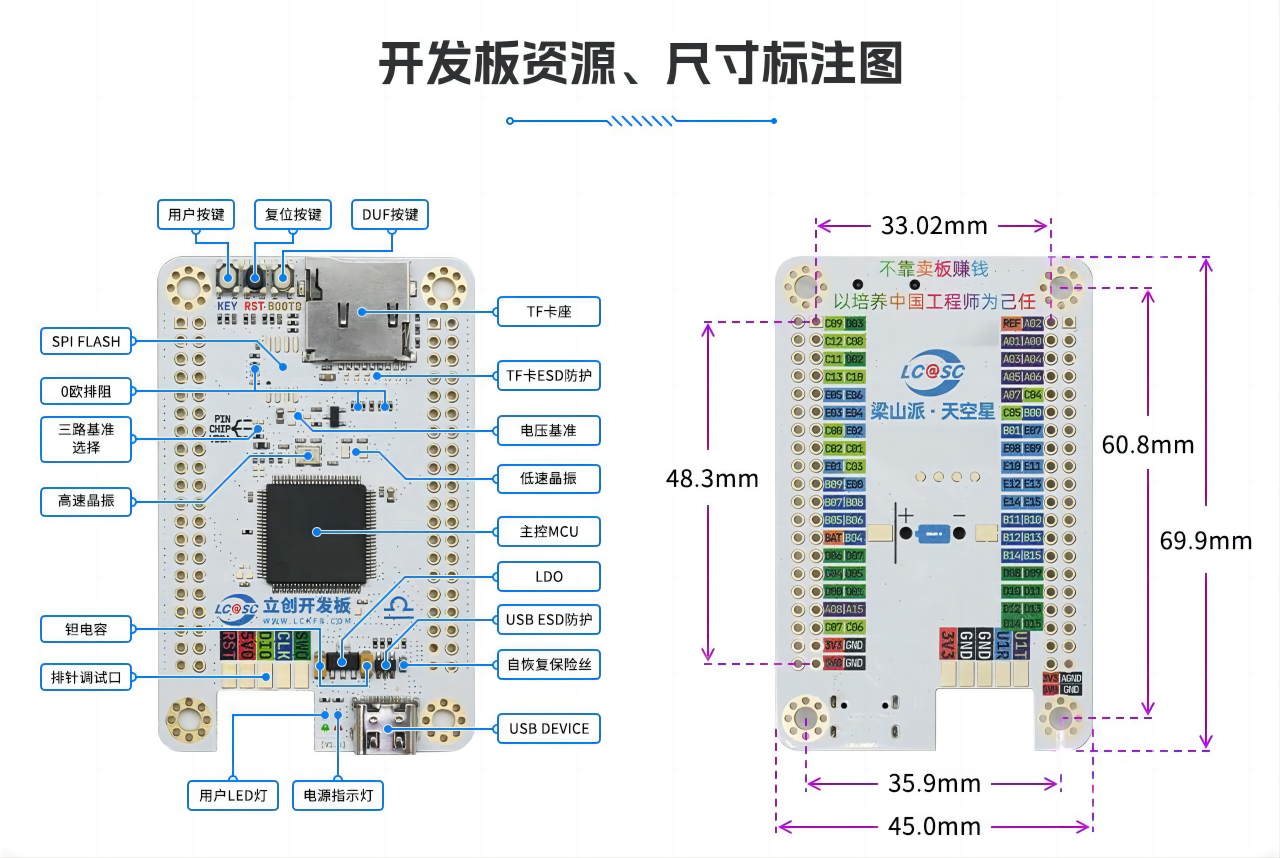 开发板资源、尺寸标注图
用户按键
复位按键
DUF按键
KEY RST BOOT0
SPI FLASH
0欧排阻
三路基准
选择
高速晶振
钽电容
排针调试口
用户LED灯
电源指示灯
TF卡座
TF卡ESD防护
电压基准
低速晶振
主控MCU
LDO
USB ESD防护
自恢复保险丝
USB DEVICE
PIN
CHIP
LC@SC 立创开发板
WWW.LCKFB.COM
RST 5V0 DIO CLK SWO
33.02mm
不靠卖板赚钱
以培养中国工程师为己任
LC@SC
梁山派·天空星
C09 D03
C12 C08
C11 D02
C13 C10
E05 E06
E03 E04
C00 E02
C02 C01
E01 C03
B09 E00
B07 B08
B05 B06
BAT B04
D06 D07
D04 D05
D00 D01
A08 A15
C07 C06
3V3 GND
5V0 GND
REF A02
A01 A00
A03 A04
A05 A06
A07 C04
C05 B00
B01 E07
E08 E09
E10 E11
E12 E13
E14 E15
B11 B10
B12 B13
B14 B15
D08 D09
D10 D11
D12 D13
D14 D15
+ −
3V3 GND GND U1R U1T
3V3 AGND
5V0 GND
48.3mm
60.8mm
69.9mm
35.9mm
45.0mm